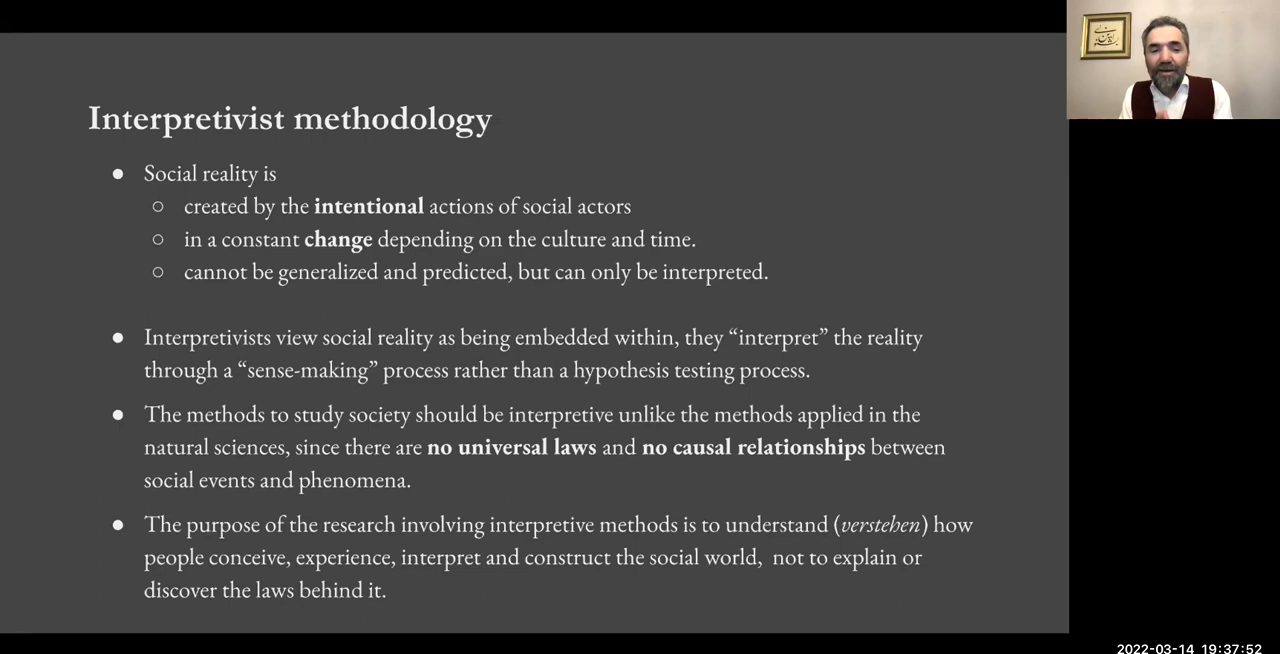 Interpretivist methodology
● Social reality is
○ created by the intentional actions of social actors
○ in a constant change depending on the culture and time.
○ cannot be generalized and predicted, but can only be interpreted.
● Interpretivists view social reality as being embedded within, they “interpret” the reality
through a “sense-making” process rather than a hypothesis testing process.
● The methods to study society should be interpretive unlike the methods applied in the
natural sciences, since there are no universal laws and no causal relationships between
social events and phenomena.
● The purpose of the research involving interpretive methods is to understand (verstehen) how
people conceive, experience, interpret and construct the social world,  not to explain or
discover the laws behind it.
2022-03-14 19:37:52